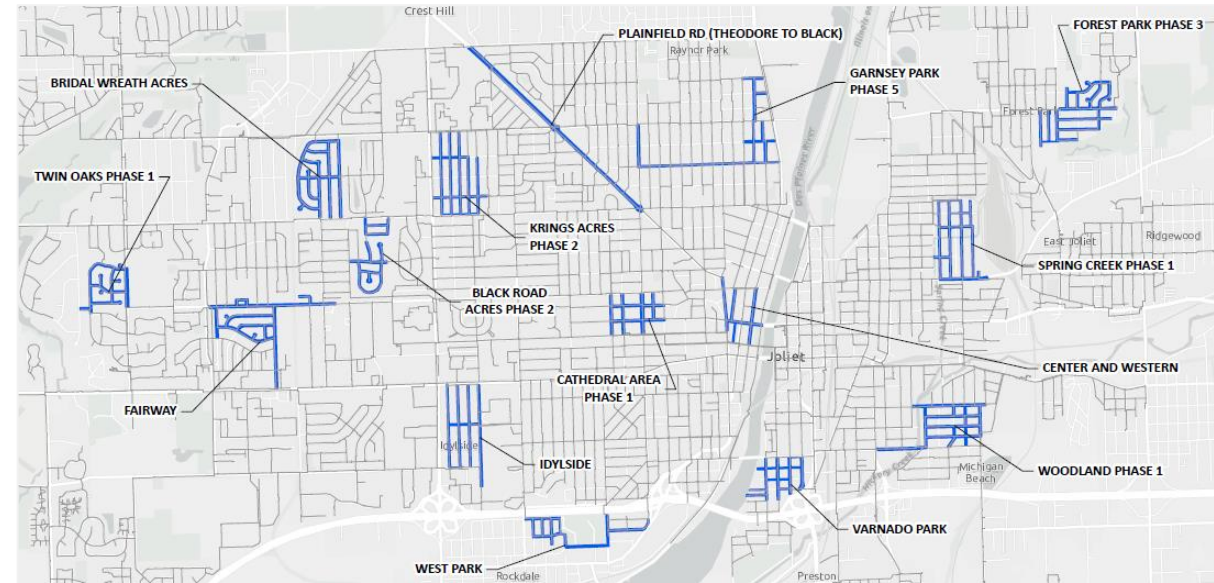 Crest Hill
PLAINFIELD RD (THEODORE TO BLACK)
FOREST PARK PHASE 3
Raynor Park
GARNSEY PARK
PHASE 5
BRIDAL WREATH ACRES
Des Plaines River
TWIN OAKS PHASE 1
KRINGS ACRES
PHASE 2
East Joliet
Ridgewood
SPRING CREEK PHASE 1
BLACK ROAD
ACRES PHASE 2
Joliet
CENTER AND WESTERN
CATHEDRAL AREA
PHASE 1
FAIRWAY
IDYLSIDE
Michigan
Beach
WOODLAND PHASE 1
VARNADO PARK
WEST PARK
Rockdale
Preston